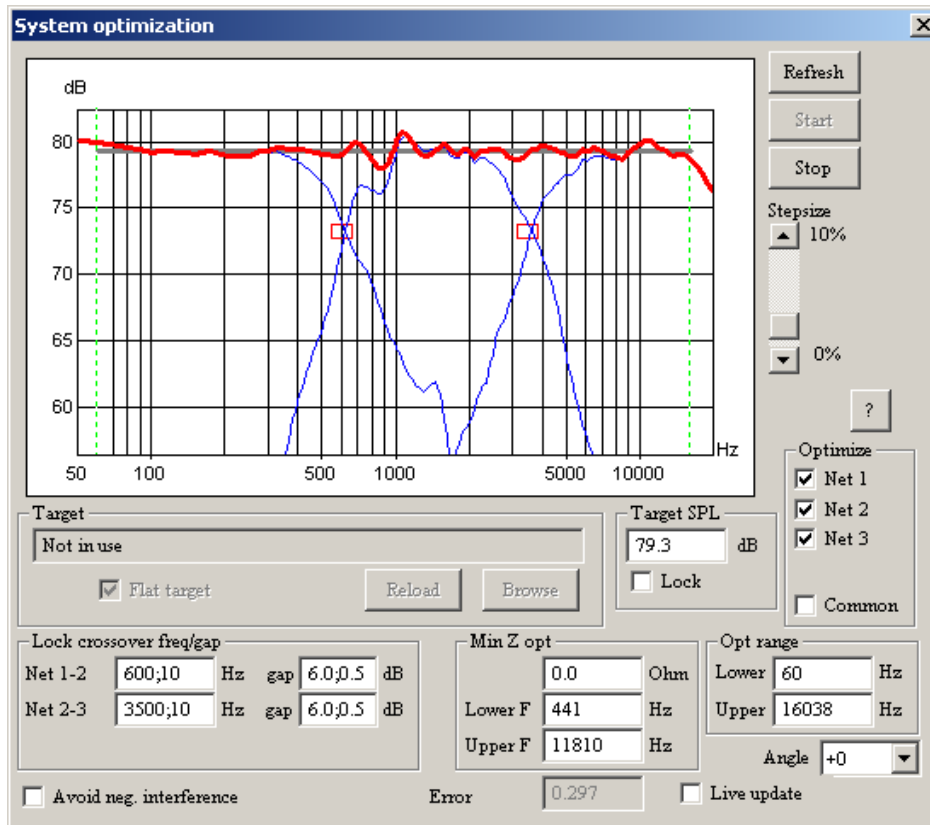 System optimization
dB
80
75
70
65
60
50 100 500 1000 5000 10000 Hz
Refresh
Start
Stop
Stepsize
10%
0%
?
Optimize
Net 1
Net 2
Net 3
Common
Target
Not in use
Flat target Reload Browse
Target SPL
79.3 dB
Lock
Lock crossover freq/gap
Net 1-2 600;10 Hz gap 6.0;0.5 dB
Net 2-3 3500;10 Hz gap 6.0;0.5 dB
Min Z opt
0.0 Ohm
Lower F 441 Hz
Upper F 11810 Hz
Opt range
Lower 60 Hz
Upper 16038 Hz
Angle +0
Avoid neg. interference Error 0.297 Live update